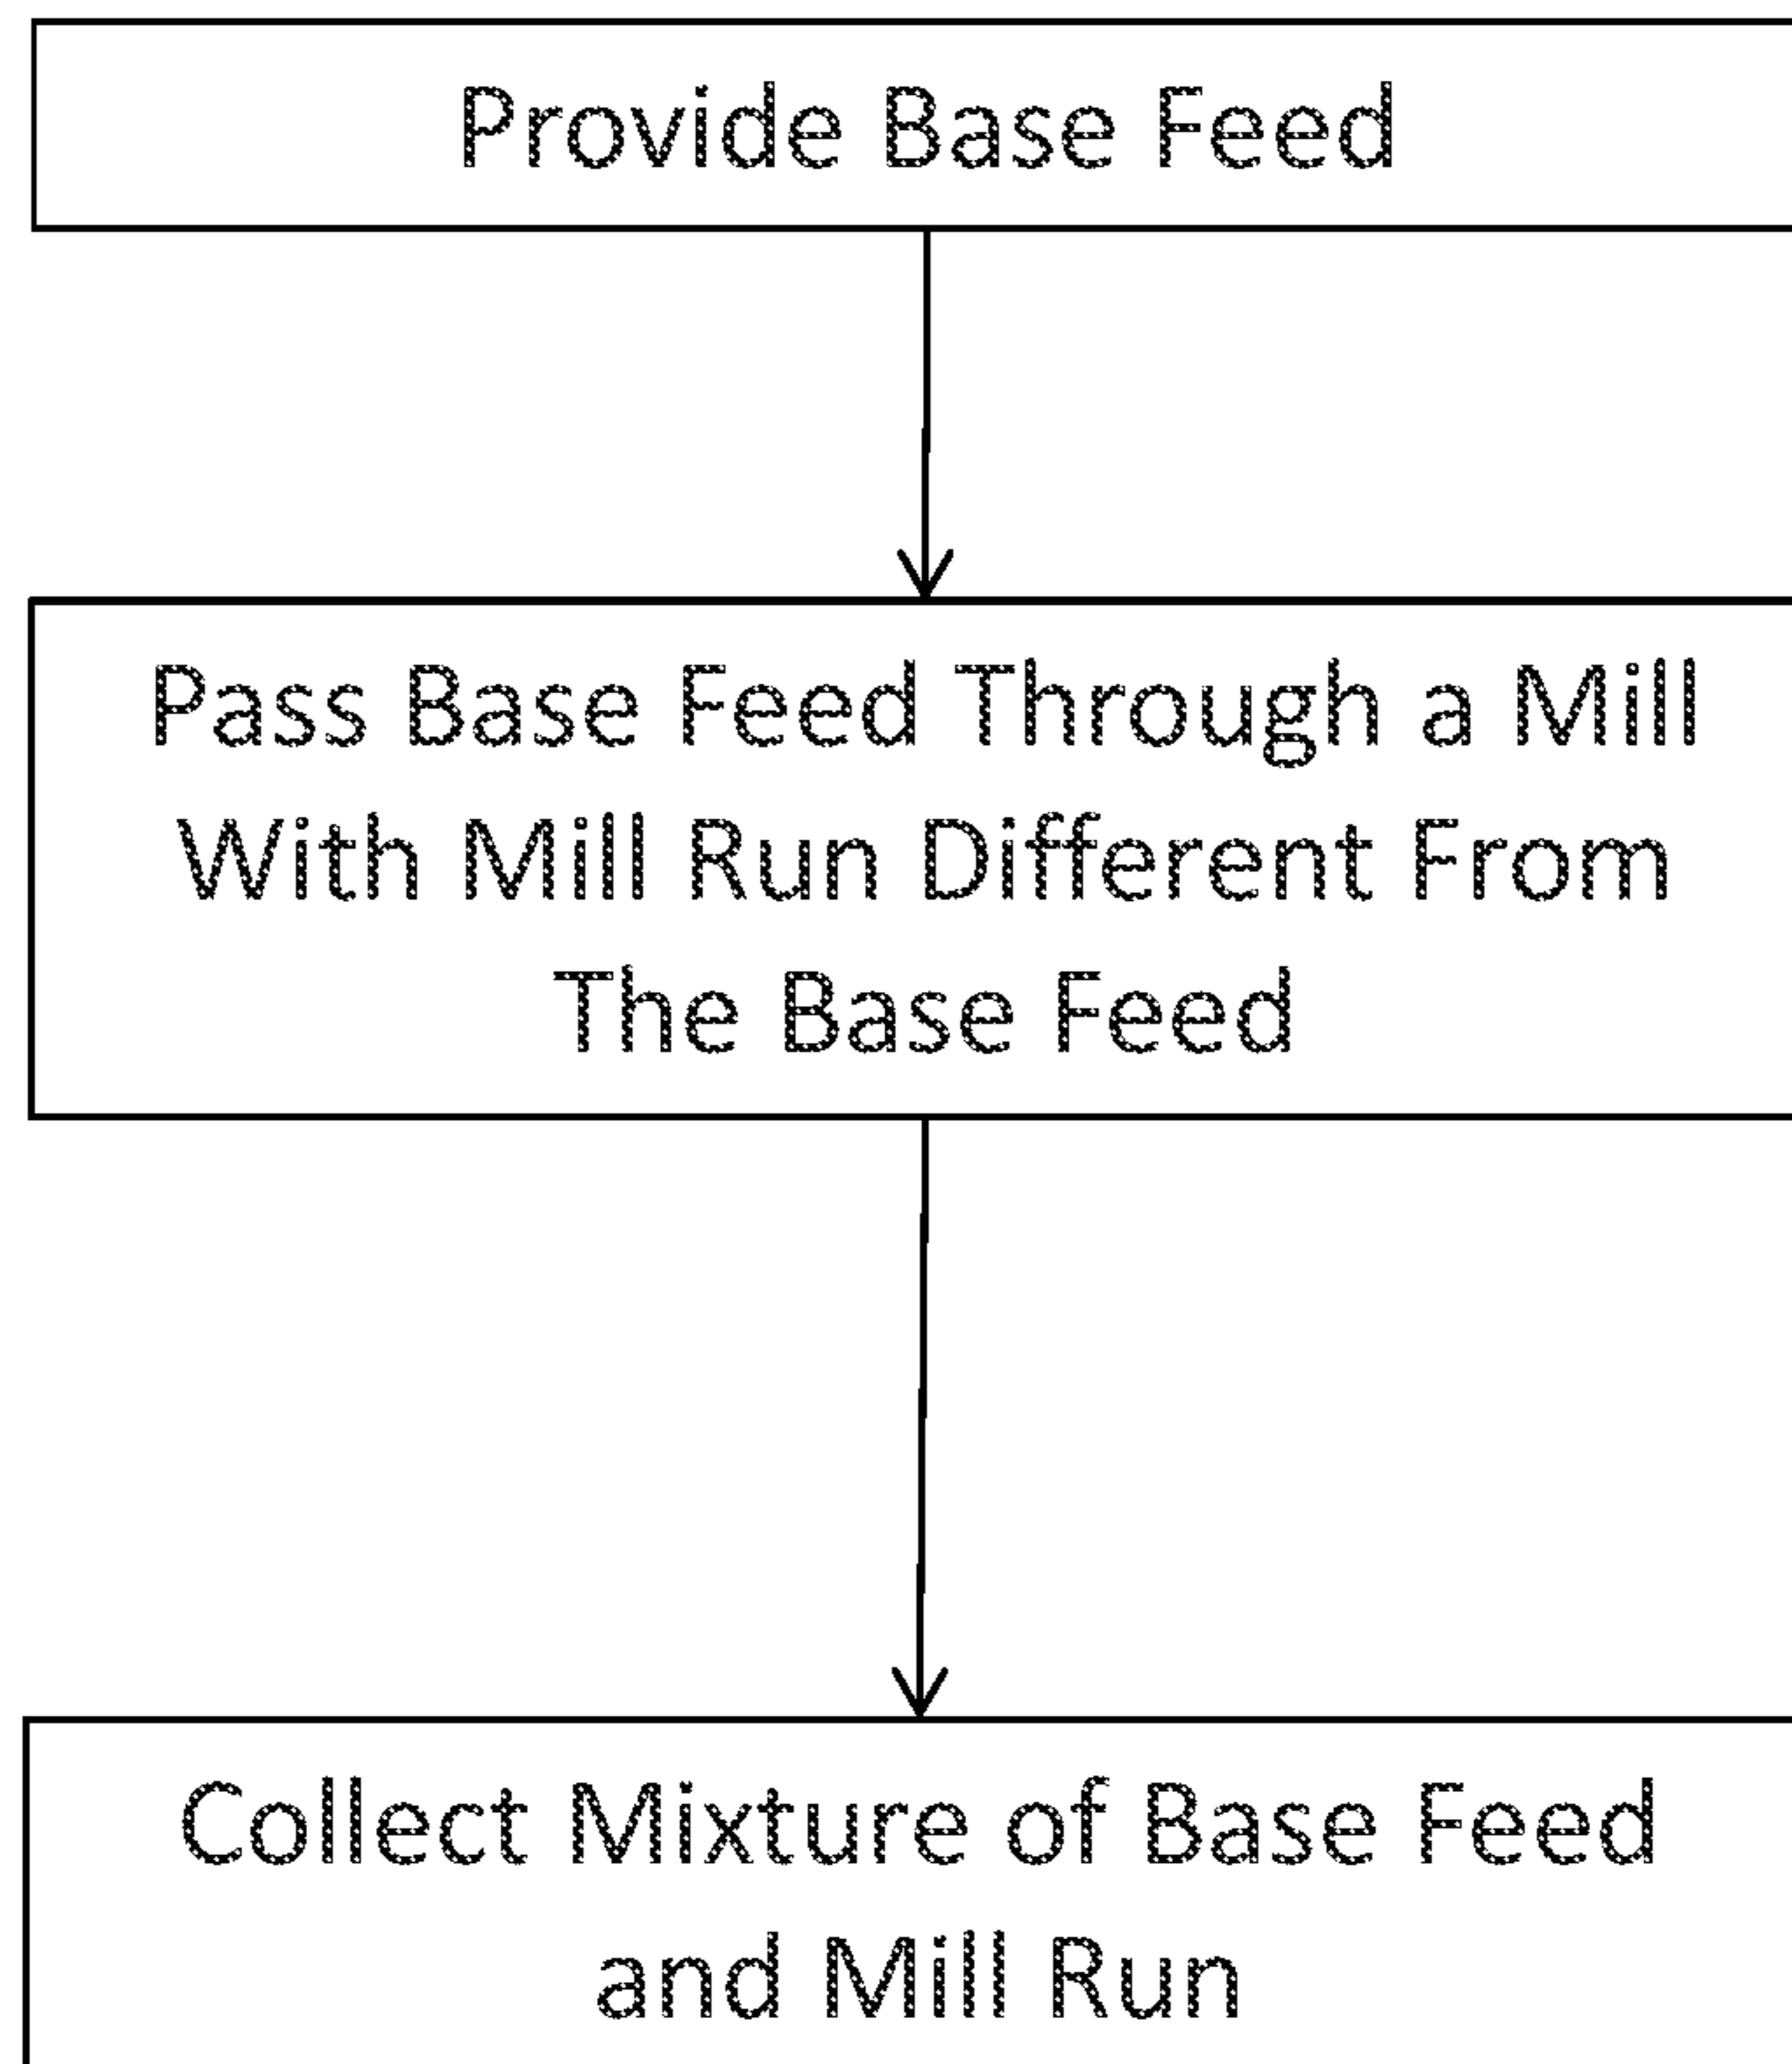 Provide Base Feed
Pass Base Feed Through a Mill
With Mill Run Different From
The Base Feed
Collect Mixture of Base Feed
and Mill Run